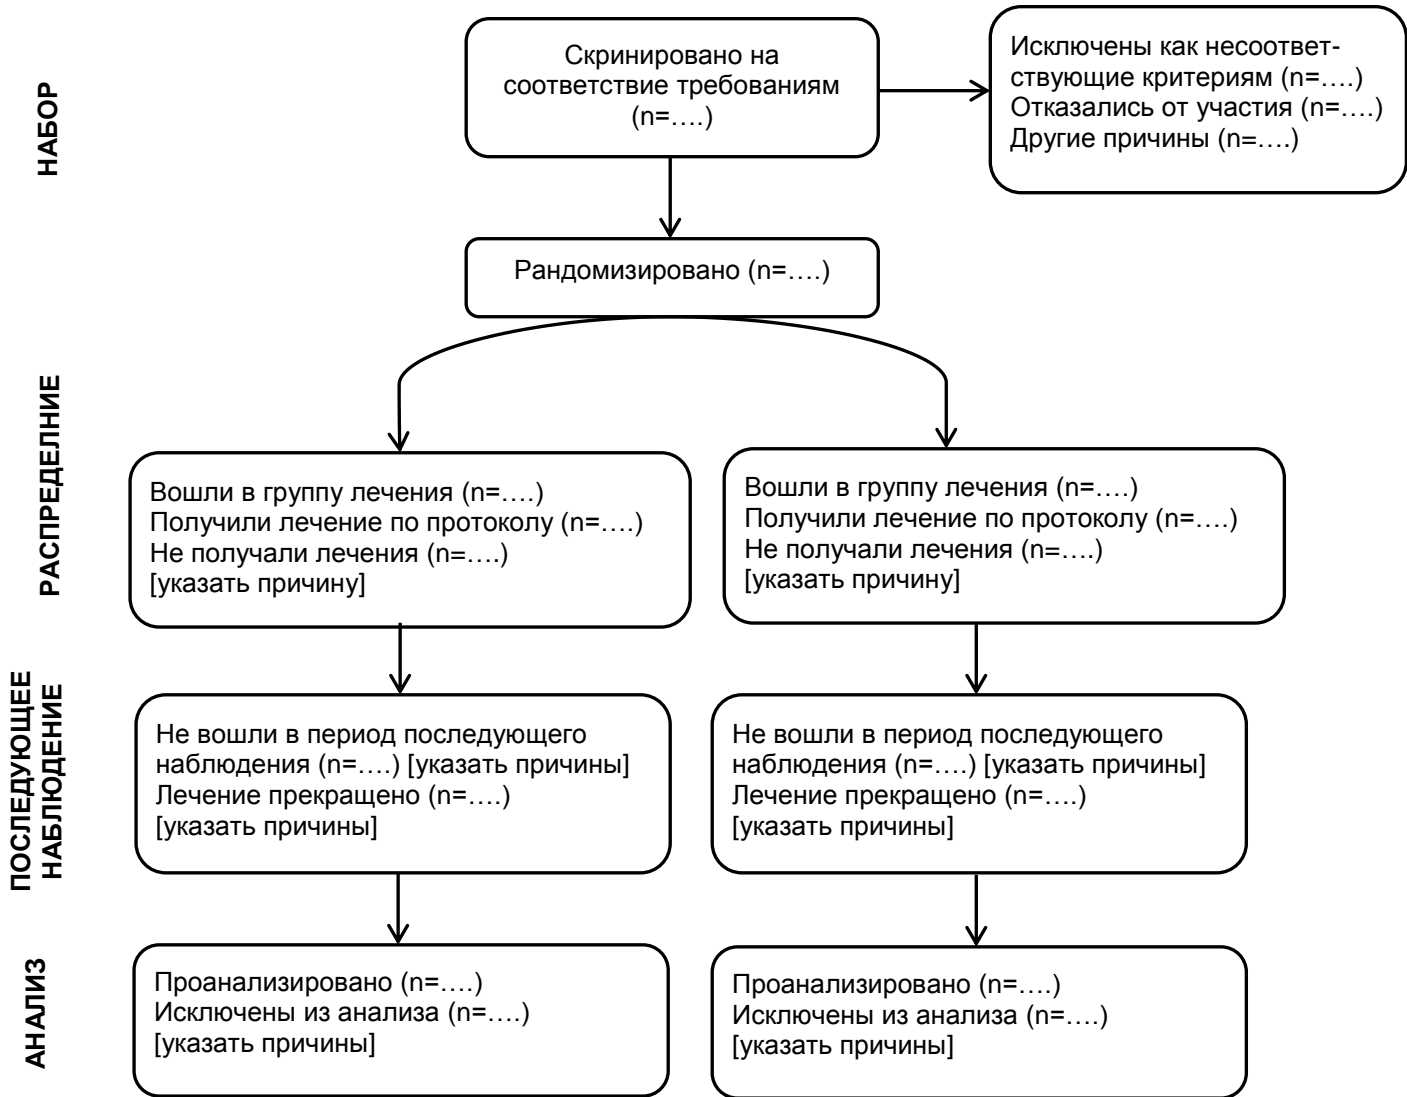 НАБОР
Скринировано на
соответствие требованиям
(n=….)
Исключены как несоответ-
ствующие критериям (n=….)
Отказались от участия (n=….)
Другие причины (n=….)
Рандомизировано (n=….)
РАСПРЕДЕЛНИЕ
Вошли в группу лечения (n=….)
Получили лечение по протоколу (n=….)
Не получали лечения (n=….)
[указать причину]
Вошли в группу лечения (n=….)
Получили лечение по протоколу (n=….)
Не получали лечения (n=….)
[указать причину]
ПОСЛЕДУЮЩЕЕ
НАБЛЮДЕНИЕ
Не вошли в период последующего
наблюдения (n=….) [указать причины]
Лечение прекращено (n=….)
[указать причины]
Не вошли в период последующего
наблюдения (n=….) [указать причины]
Лечение прекращено (n=….)
[указать причины]
АНАЛИЗ
Проанализировано (n=….)
Исключены из анализа (n=….)
[указать причины]
Проанализировано (n=….)
Исключены из анализа (n=….)
[указать причины]